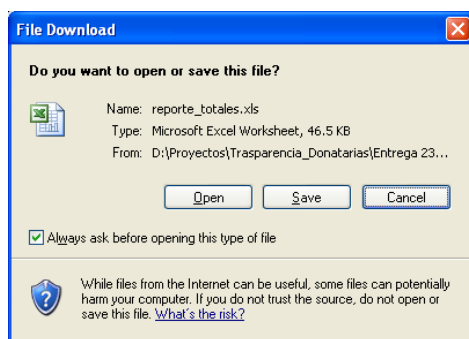 File Download
Do you want to open or save this file?
Name: reporte_totales.xls
Type: Microsoft Excel Worksheet, 46.5 KB
From: D:\Proyectos\Trasparencia_Donatarias\Entrega 23...
Open Save Cancel
Always ask before opening this type of file
While files from the Internet can be useful, some files can potentially
harm your computer. If you do not trust the source, do not open or
save this file. What's the risk?